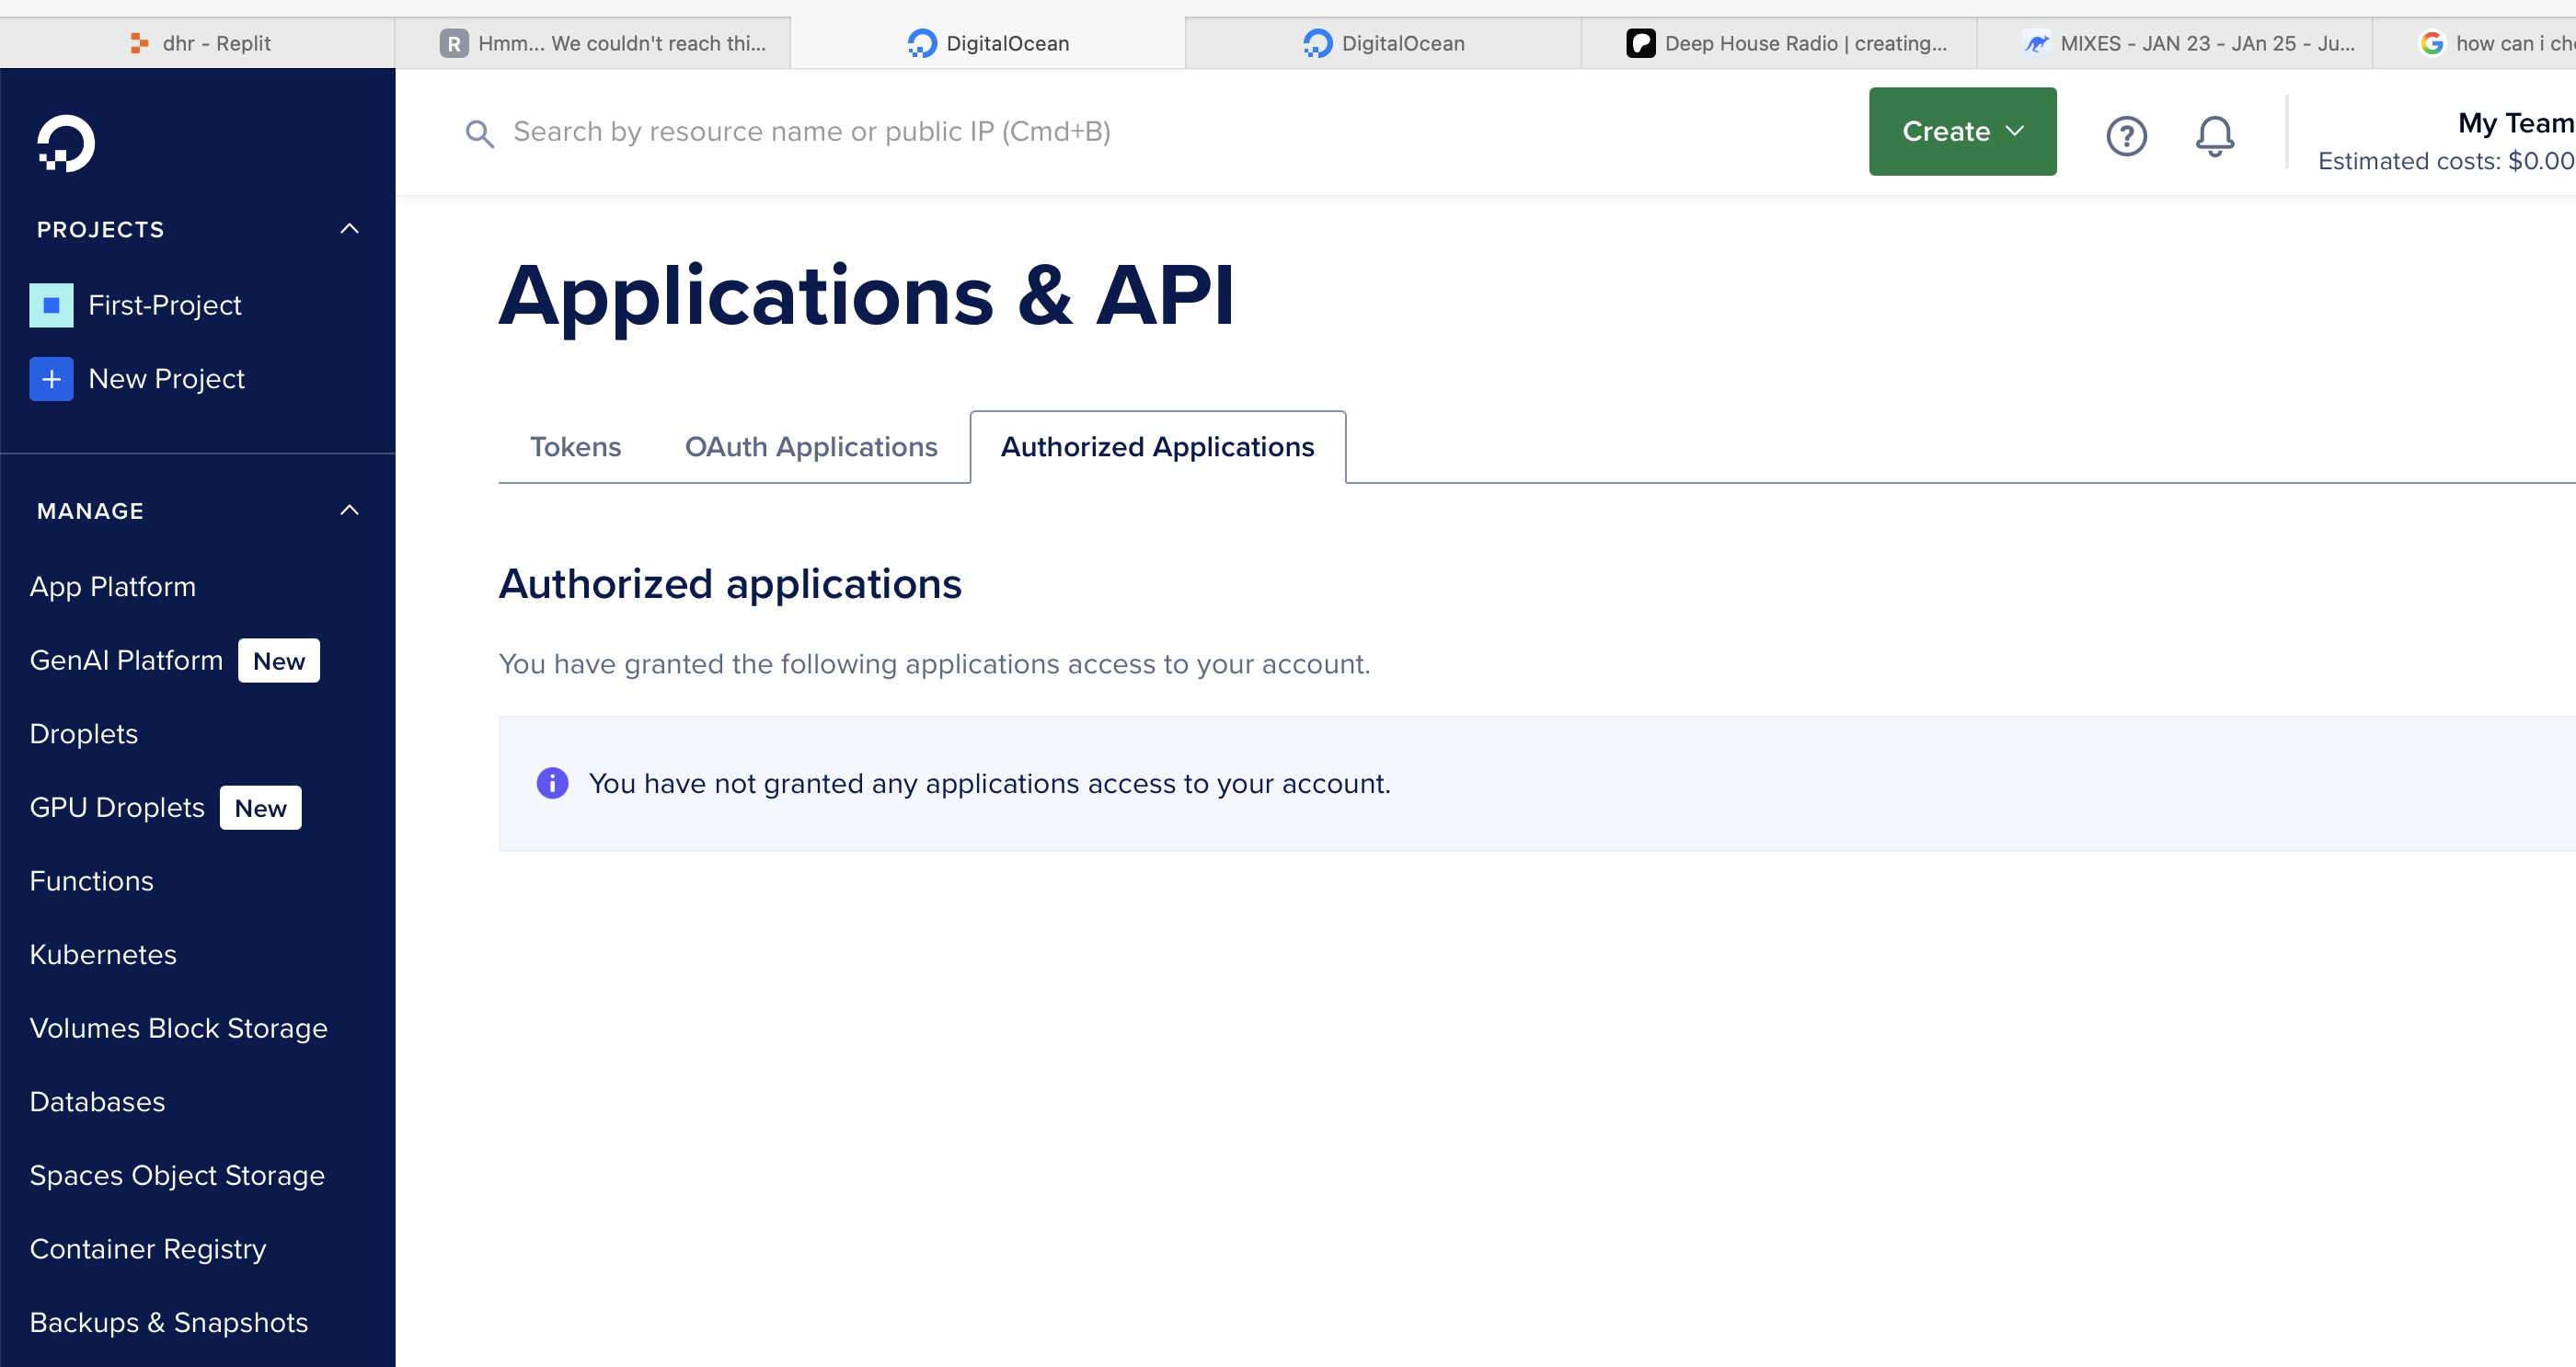 dhr - Replit
R
Hmm... We couldn't reach thi...
DigitalOcean
DigitalOcean
Deep House Radio | creating...
MIXES - JAN 23 - JAn 25 - Ju...
how can i ch
Search by resource name or public IP (Cmd+B)
Create
My Team
Estimated costs: $0.00
PROJECTS
First-Project
New Project
MANAGE
App Platform
GenAI Platform New
Droplets
GPU Droplets New
Functions
Kubernetes
Volumes Block Storage
Databases
Spaces Object Storage
Container Registry
Backups & Snapshots
Applications & API
Tokens
OAuth Applications
Authorized Applications
Authorized applications
You have granted the following applications access to your account.
You have not granted any applications access to your account.